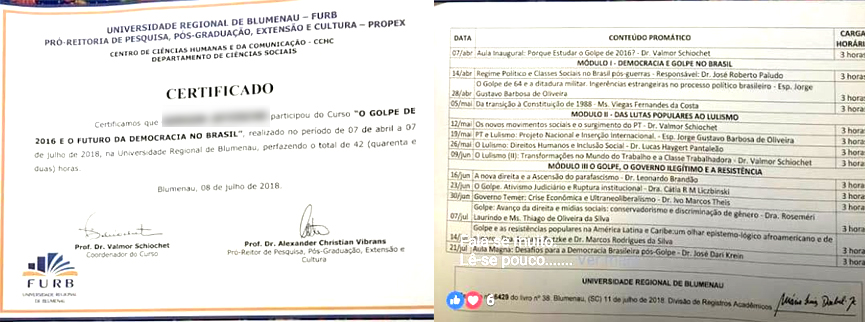 UNIVERSIDADE REGIONAL DE BLUMENAU – FURB
PRÓ-REITORIA DE PESQUISA, PÓS-GRADUAÇÃO, EXTENSÃO E CULTURA – PROPEX
CENTRO DE CIÊNCIAS HUMANAS E DA COMUNICAÇÃO - CCHC
DEPARTAMENTO DE CIÊNCIAS SOCIAIS
CERTIFICADO
Certificamos que participou do Curso "O GOLPE DE
2016 E O FUTURO DA DEMOCRACIA NO BRASIL", realizado no período de 07 de abril a 07
de julho de 2018, na Universidade Regional de Blumenau, perfazendo o total de 42 (quarenta e
duas) horas.
Blumenau, 08 de julho de 2018.
Prof. Dr. Valmor Schiochet
Coordenador do Curso
Prof. Dr. Alexander Christian Vibrans
Pró-Reitor de Pesquisa, Pós-Graduação, Extensão e
Cultura
FURB
UNIVERSIDADE REGIONAL
DE BLUMENAU
DATA CONTEÚDO PROMÁTICO CARGA HORÁRI
07/abr Aula Inaugural: Porque Estudar o Golpe de 2016? - Dr. Valmor Schiochet 3 horas
MÓDULO I - DEMOCRACIA E GOLPE NO BRASIL
14/abr Regime Político e Classes Sociais no Brasil pós-guerras - Responsável: Dr. José Roberto Paludo 3 horas
O Golpe de 64 e a ditadura militar. Ingerências estrangeiras no processo político brasileiro - Esp. Jorge
28/abr Gustavo Barbosa de Oliveira 3 horas
05/mai Da transição à Constituição de 1988 - Ms. Viegas Fernandes da Costa 3 horas
MÓDULO II - DAS LUTAS POPULARES AO LULISMO
12/mai Os novos movimentos sociais e o surgimento do PT - Dr. Valmor Schiochet 3 horas
19/mai PT e Lulismo: Projeto Nacional e Inserção Internacional. - Esp. Jorge Gustavo Barbosa de Oliveira 3 horas
26/mai O Lulismo: Direitos Humanos e Inclusão Social - Dr. Lucas Haygert Pantaleão 3 horas
09/jun O Lulismo (II): Transformações no Mundo do Trabalho e a Classe Trabalhadora - Dr. Valmor Schiochet 3 horas
MÓDULO III O GOLPE, O GOVERNO ILEGÍTIMO E A RESISTÊNCIA
16/jun A nova direita e a Ascensão do parafascismo - Dr. Leonardo Brandão 3 horas
23/jun O Golpe. Ativismo Judiciário e Ruptura institucional - Dra. Cátia R M Liczbinski 3 horas
30/jun Governo Temer: Crise Econômica e Ultraneoliberalismo - Dr. Ivo Marcos Theis 3 horas
Golpe: Avanço da direita e mídias sociais: conservadorismo e discriminação de gênero - Dra. Roseméri
07/jul Laurindo e Ms. Thiago de Oliveira da Silva 3 horas
Golpe e as resistências populares na América Latina e Caribe: um olhar epistemo-lógico afroamericano e de
14/ tzke e Dr. Marcos Rodrigues da Silva 3 horas
21/jul Aula Magna: Desafios para a Democracia Brasileira pós-Golpe - Dr. José Dari Krein 3 horas
Fala-se muito,
Lê-se pouco....... Ver mais
UNIVERSIDADE REGIONAL DE BLUMENAU
6429 do livro nº 38. Blumenau, (SC) 11 de julho de 2018. Divisão de Registros Acadêmicos
6